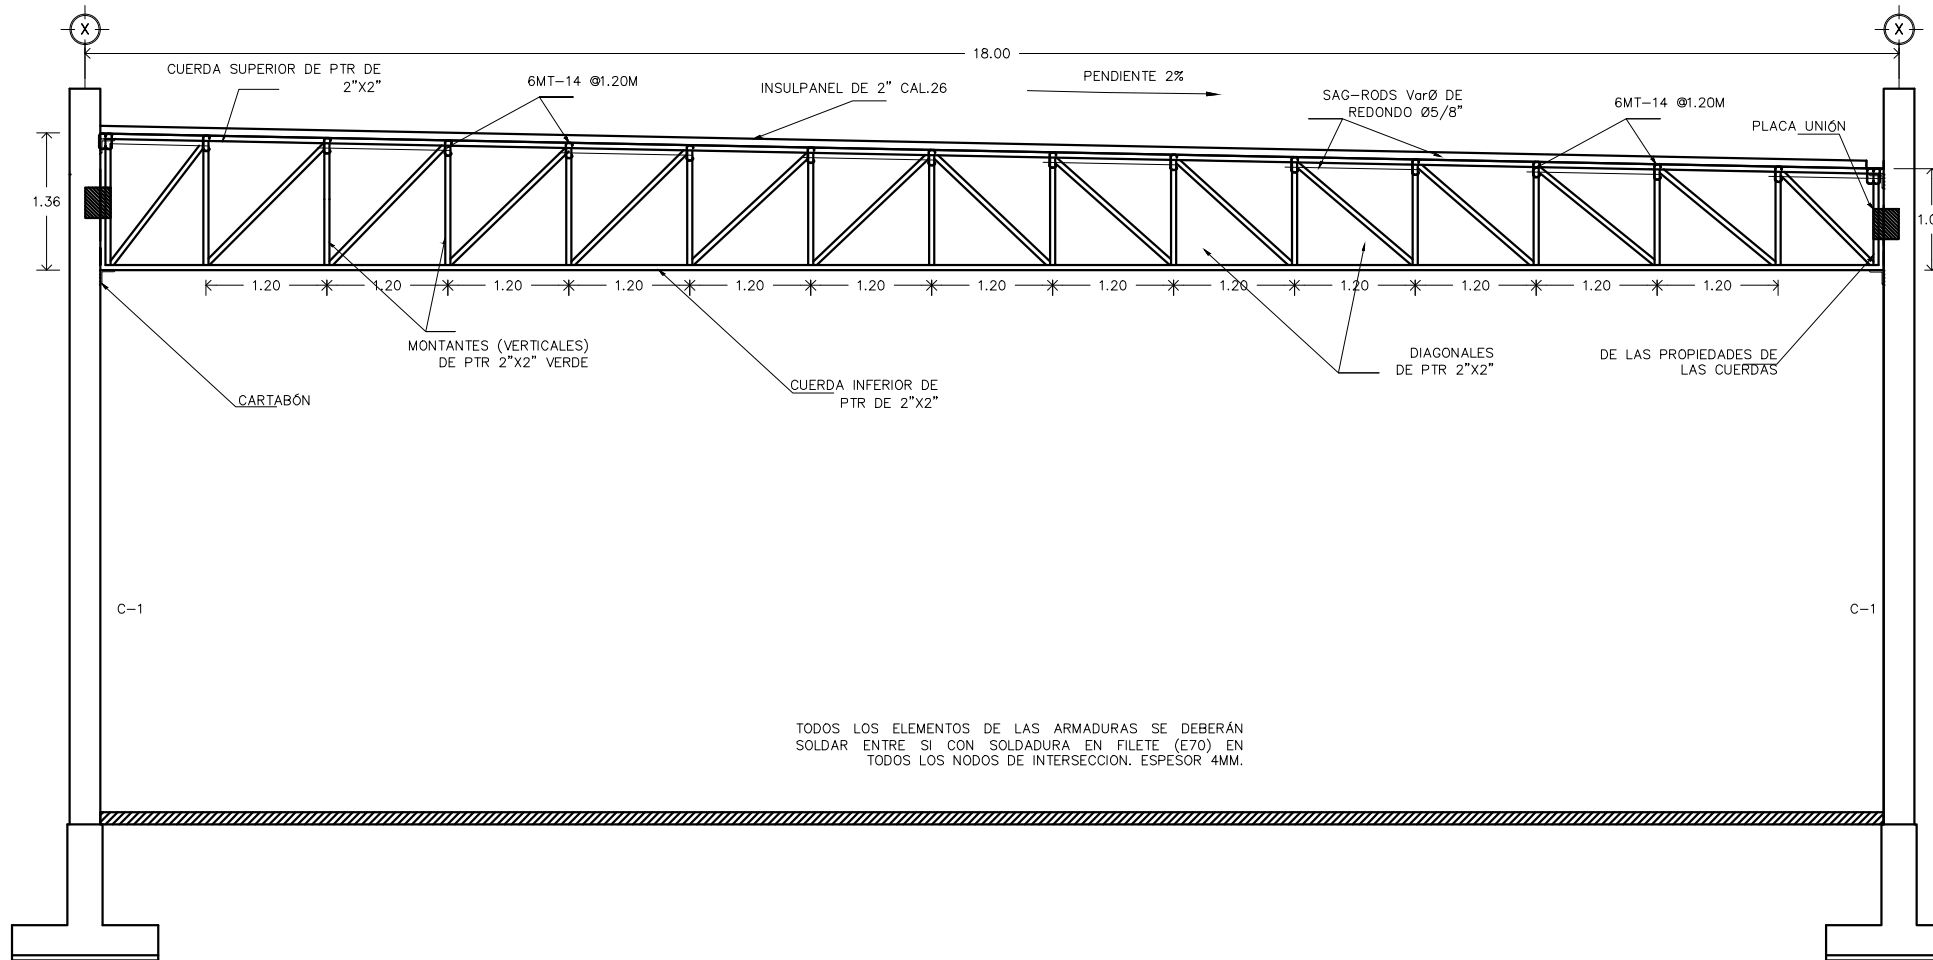 X
X
18.00
CUERDA SUPERIOR DE PTR DE
2"X2"
6MT-14 @1.20M
INSULPANEL DE 2" CAL.26
PENDIENTE 2%
SAG-RODS VarØ DE
REDONDO Ø5/8"
6MT-14 @1.20M
PLACA UNIÓN
1.36
1.0
1.20
1.20
1.20
1.20
1.20
1.20
1.20
1.20
1.20
1.20
1.20
1.20
1.20
MONTANTES (VERTICALES)
DE PTR 2"X2" VERDE
CARTABÓN
CUERDA INFERIOR DE
PTR DE 2"X2"
DIAGONALES
DE PTR 2"X2"
DE LAS PROPIEDADES DE
LAS CUERDAS
C-1
C-1
TODOS LOS ELEMENTOS DE LAS ARMADURAS SE DEBERÁN
SOLDAR ENTRE SI CON SOLDADURA EN FILETE (E70) EN
TODOS LOS NODOS DE INTERSECCION. ESPESOR 4MM.